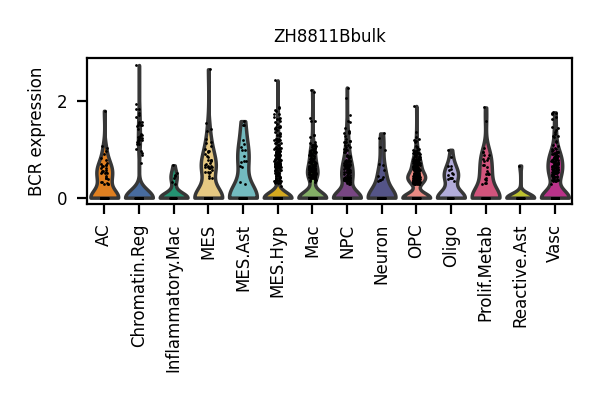 ZH8811Bbulk
BCR expression
2
0
AC
Chromatin.Reg
Inflammatory.Mac
MES
MES.Ast
MES.Hyp
Mac
NPC
Neuron
OPC
Oligo
Prolif.Metab
Reactive.Ast
Vasc